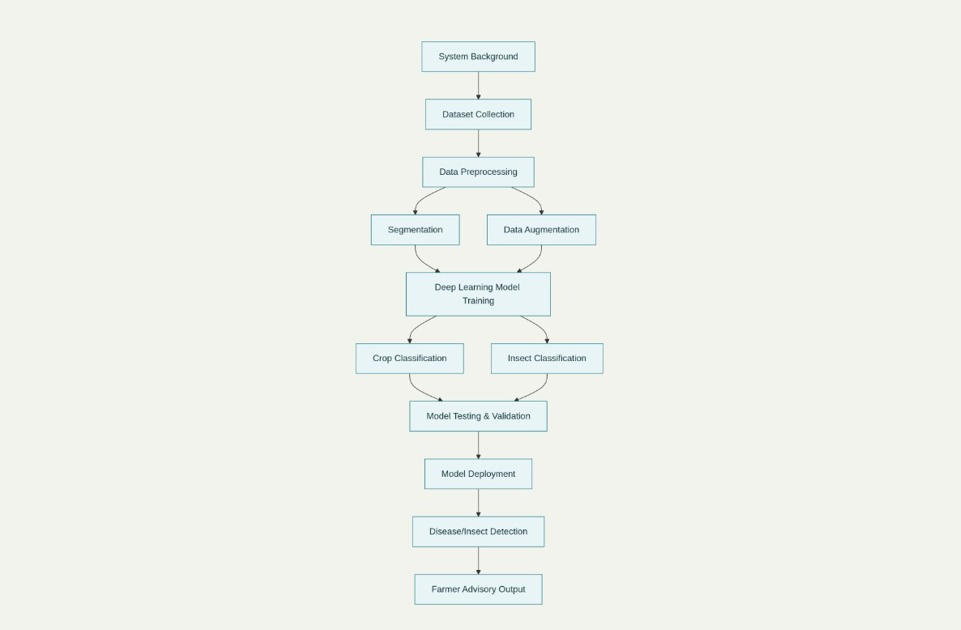 System Background
Dataset Collection
Data Preprocessing
Segmentation
Data Augmentation
Deep Learning Model
Training
Crop Classification
Insect Classification
Model Testing & Validation
Model Deployment
Disease/Insect Detection
Farmer Advisory Output